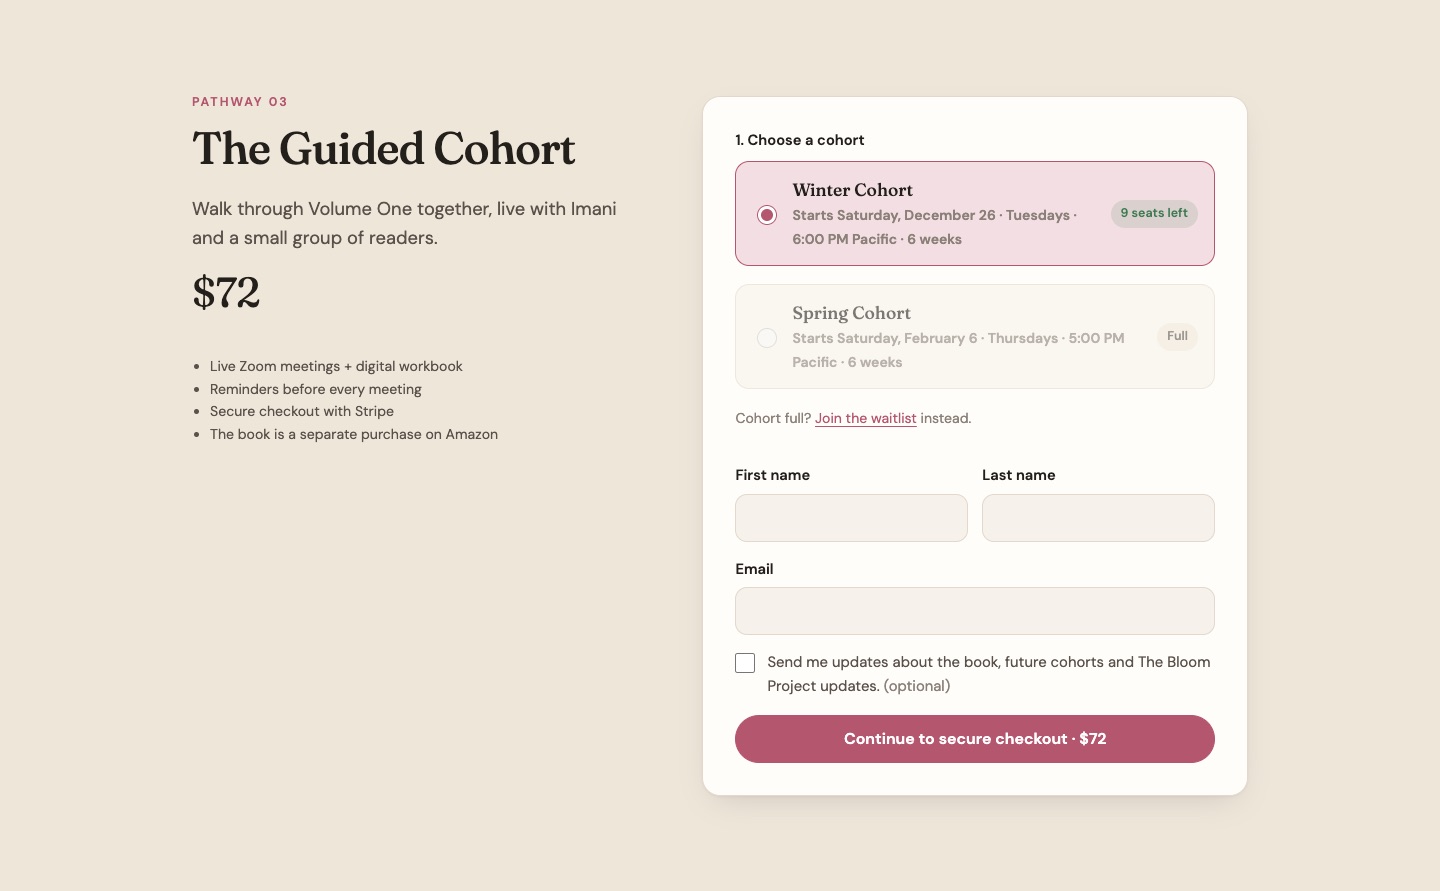 PATHWAY 03
The Guided Cohort
Walk through Volume One together, live with Imani
and a small group of readers.
$72
• Live Zoom meetings + digital workbook
• Reminders before every meeting
• Secure checkout with Stripe
• The book is a separate purchase on Amazon
1. Choose a cohort
Winter Cohort
Starts Saturday, December 26 · Tuesdays ·
6:00 PM Pacific · 6 weeks
9 seats left
Spring Cohort
Starts Saturday, February 6 · Thursdays · 5:00 PM
Pacific · 6 weeks
Full
Cohort full? Join the waitlist instead.
First name
Last name
Email
Send me updates about the book, future cohorts and The Bloom
Project updates. (optional)
Continue to secure checkout · $72